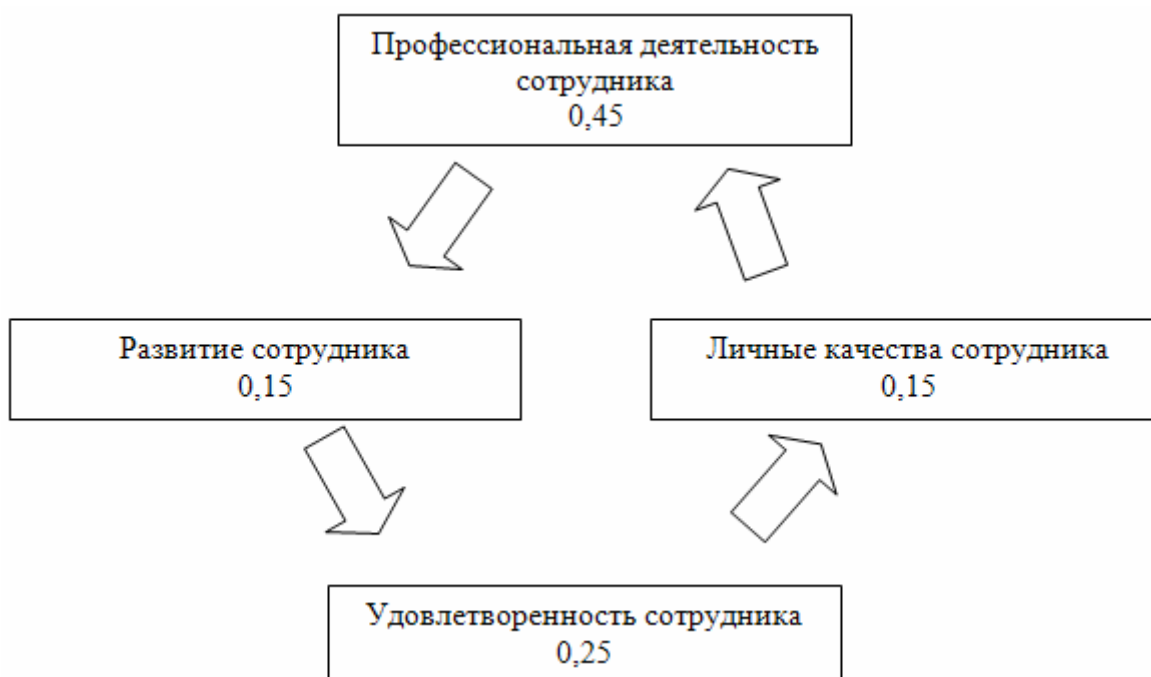 Профессиональная деятельность
сотрудника
0,45
Развитие сотрудника
0,15
Личные качества сотрудника
0,15
Удовлетворенность сотрудника
0,25